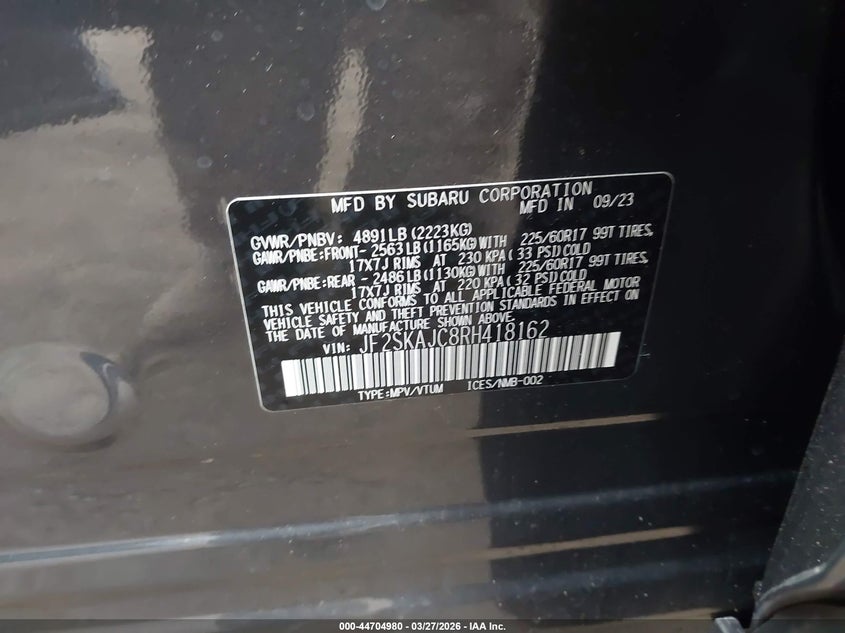 MFD BY SUBARU CORPORATION
MFD IN 09/23
GVWR/PNBV: 4891LB(2223KG)
GAWR/PNBE:FRONT- 2563LB(1165KG)WITH 225/60R17 99T TIRES,
17X7J RIMS AT 230 KPA(33 PSI)COLD
GAWR/PNBE:REAR - 2486LB(1130KG)WITH 225/60R17 99T TIRES,
17X7J RIMS AT 220 KPA(32 PSI)COLD
THIS VEHICLE CONFORMS TO ALL APPLICABLE FEDERAL MOTOR
VEHICLE SAFETY AND THEFT PREVENTION STANDARDS IN EFFECT ON
THE DATE OF MANUFACTURE SHOWN ABOVE.
VIN: JF2SKAJC8RH418162
TYPE:MPV/VTUM ICES/NMB-002
000-44704980 — 03/27/2026 — IAA Inc.